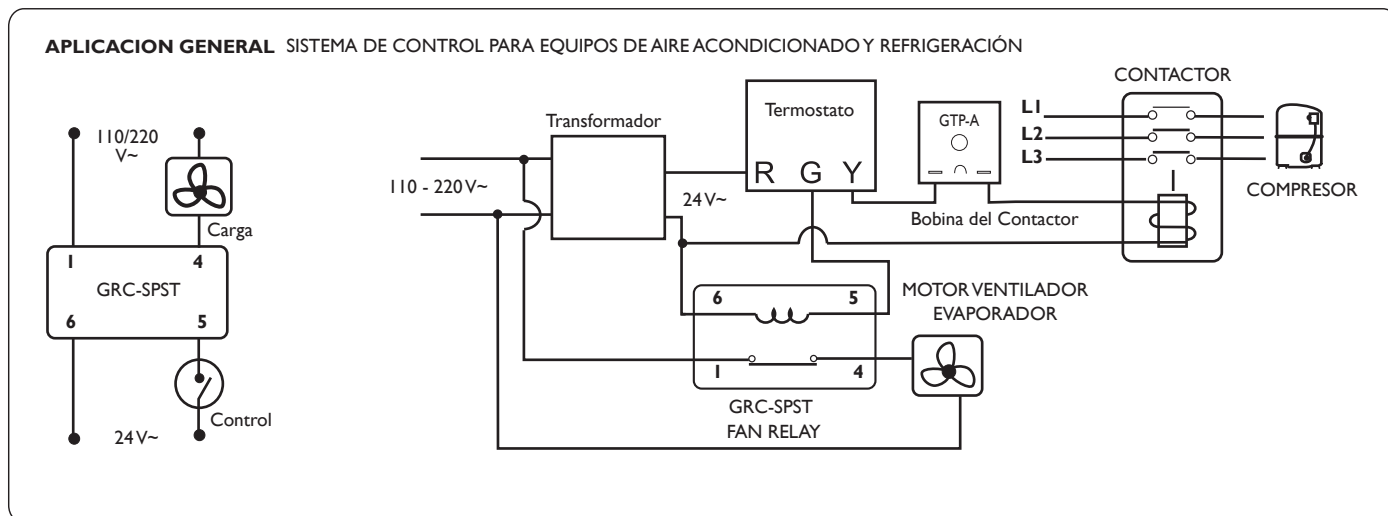 APLICACION GENERAL SISTEMA DE CONTROL PARA EQUIPOS DE AIRE ACONDICIONADO Y REFRIGERACIÓN
110/220
V~
Carga
1 4
GRC-SPST
6 5
Control
24 V~
110 - 220 V~
Transformador
24 V~
Termostato
R G Y
GTP-A
Bobina del Contactor
CONTACTOR
L1
L2
L3
COMPRESOR
6 5
1 4
GRC-SPST
FAN RELAY
MOTOR VENTILADOR
EVAPORADOR